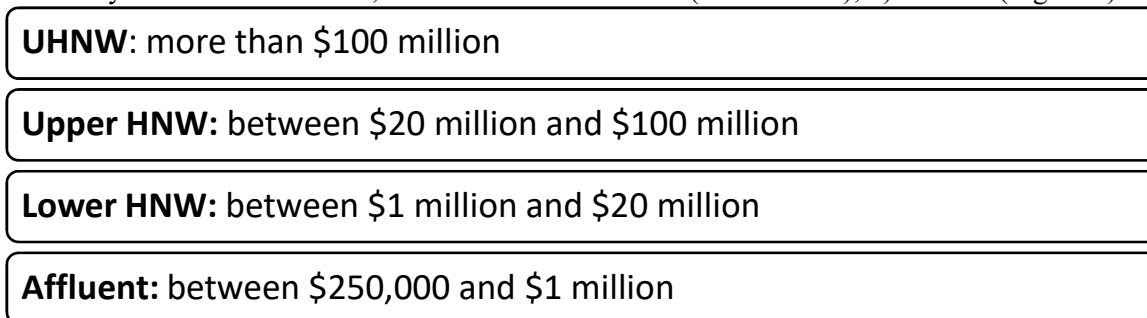 UHNW: more than $100 million
Upper HNW: between $20 million and $100 million
Lower HNW: between $1 million and $20 million
Affluent: between $250,000 and $1 million